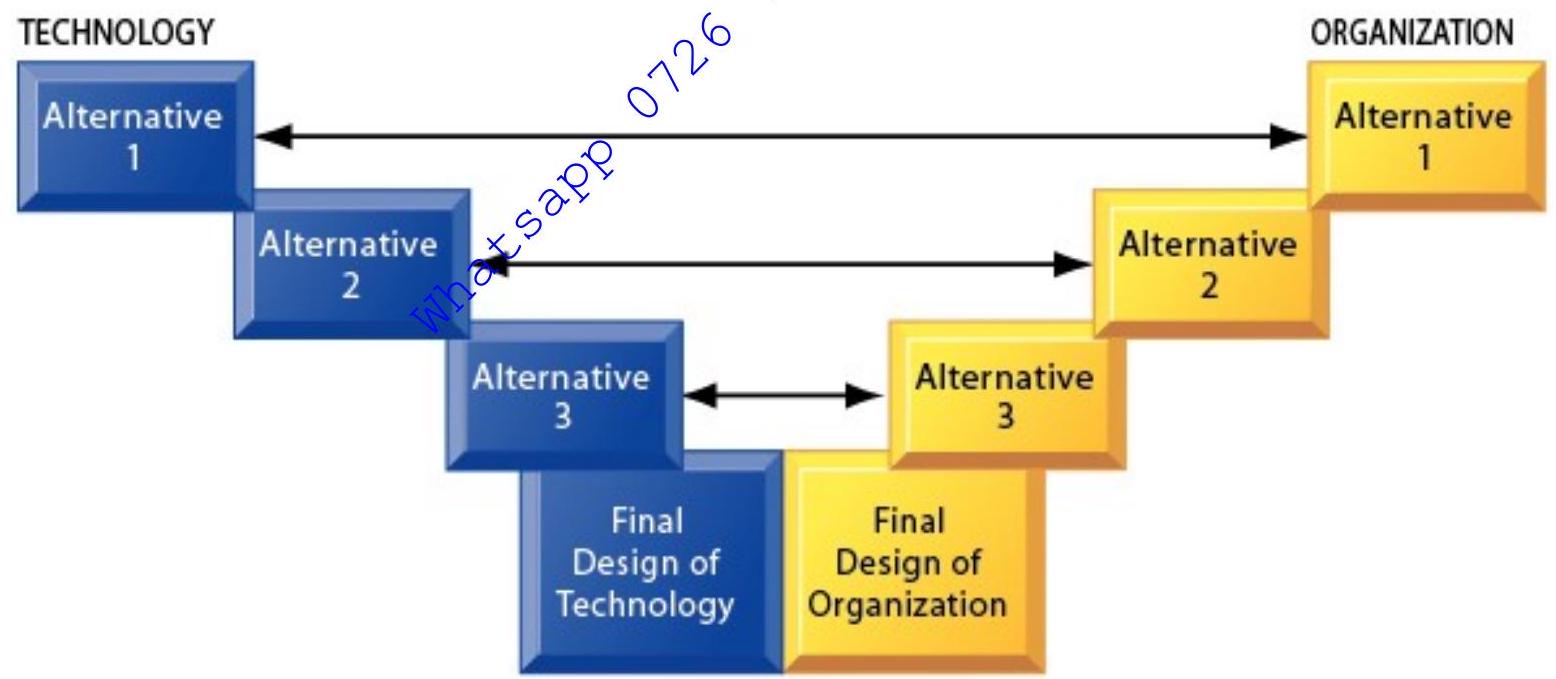 TECHNOLOGY
ORGANIZATION
Alternative
1
Alternative
1
Alternative
2
Alternative
2
Alternative
3
Alternative
3
Final
Design of
Technology
Final
Design of
Organization
Whatsapp 0726